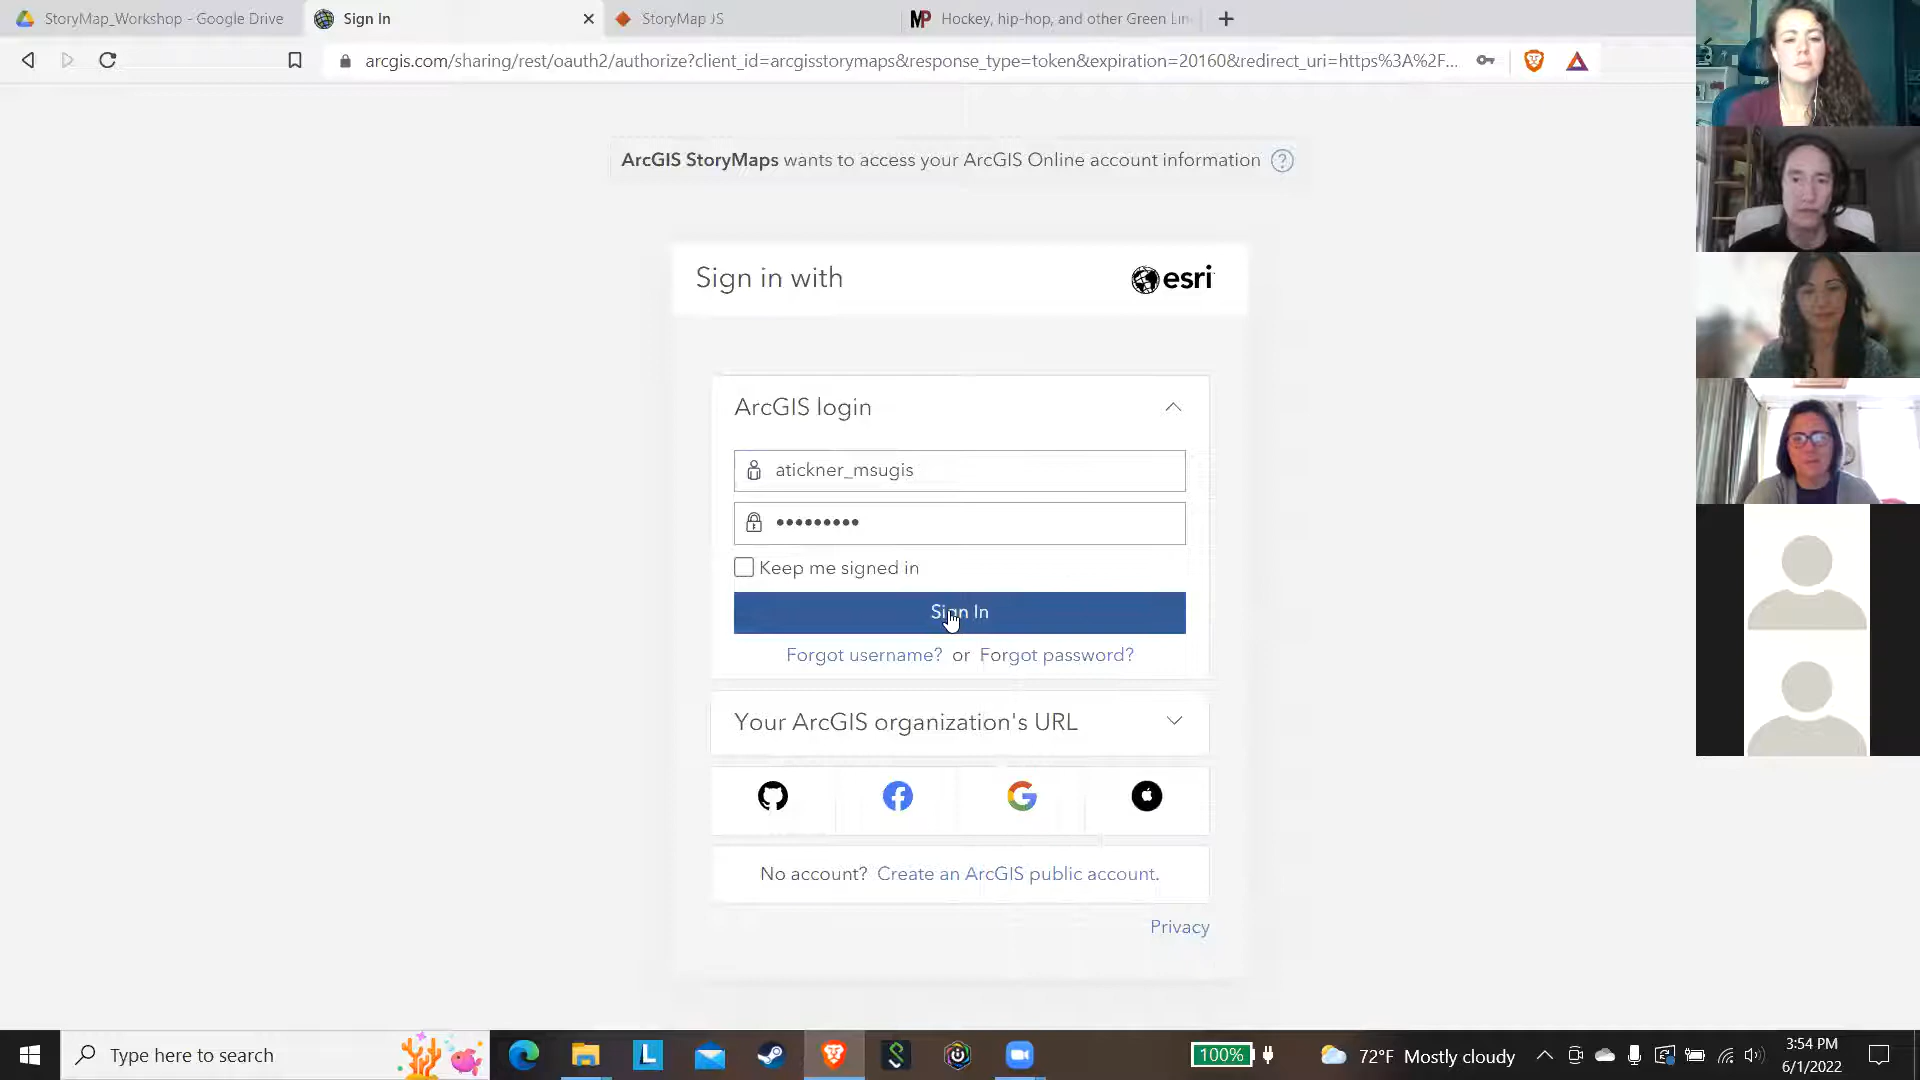 StoryMap_Workshop - Google Drive
Sign In
StoryMap JS
MP
Hockey, hip-hop, and other Green Lin
arcgis.com/sharing/rest/oauth2/authorize?client_id=arcgisstorymaps&response_type=token&expiration=20160&redirect_uri=https%3A%2F...
ArcGIS StoryMaps wants to access your ArcGIS Online account information
Sign in with
esri
ArcGIS login
atickner_msugis
•••••••••
Keep me signed in
Sign In
Forgot username? or Forgot password?
Your ArcGIS organization's URL
No account? Create an ArcGIS public account.
Privacy
Type here to search
L
100%
72°F Mostly cloudy
3:54 PM
6/1/2022